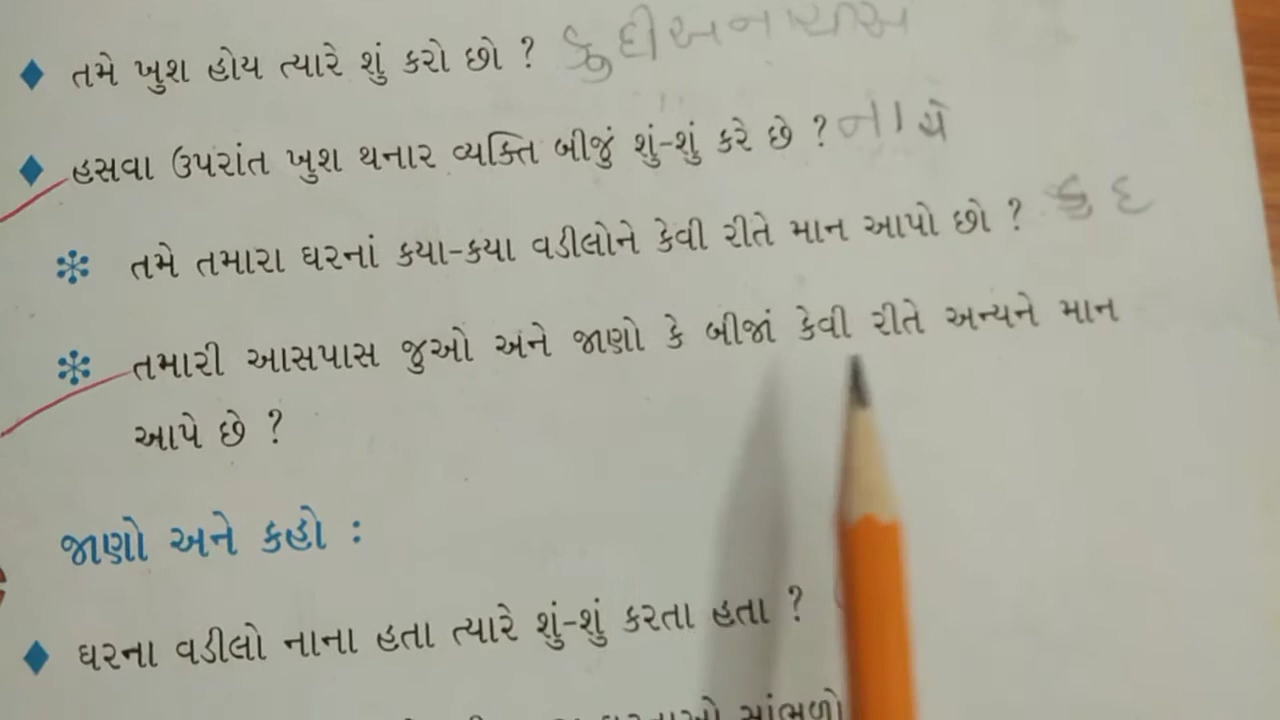 તમે ખુશ હોય ત્યારે શું કરો છો ?
હસવા ઉપરાંત ખુશ થનાર વ્યક્તિ બીજું શું-શું કરે છે ? નાચે
તમે તમારા ઘરનાં કયા-કયા વડીલોને કેવી રીતે માન આપો છો ? કુદ
તમારી આસપાસ જુઓ અને જાણો કે બીજાં કેવી રીતે અન્યને માન
આપે છે ?
જાણો અને કહો :
ઘરના વડીલો નાના હતા ત્યારે શું-શું કરતા હતા ?
સાંભળો